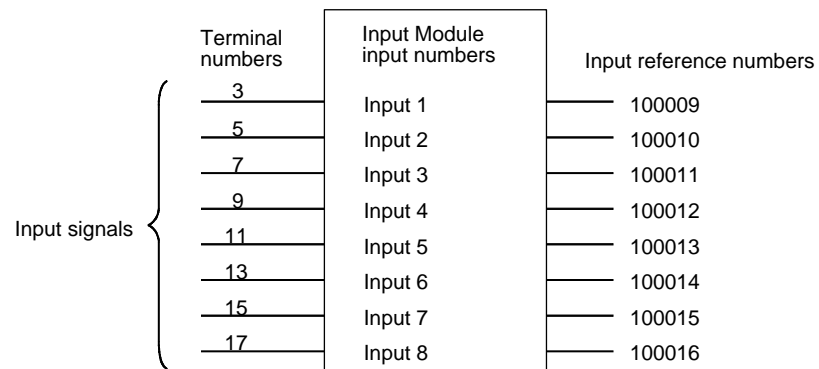 Terminal numbers
Input Module input numbers
Input reference numbers
Input signals
3 Input 1 100009
5 Input 2 100010
7 Input 3 100011
9 Input 4 100012
11 Input 5 100013
13 Input 6 100014
15 Input 7 100015
17 Input 8 100016